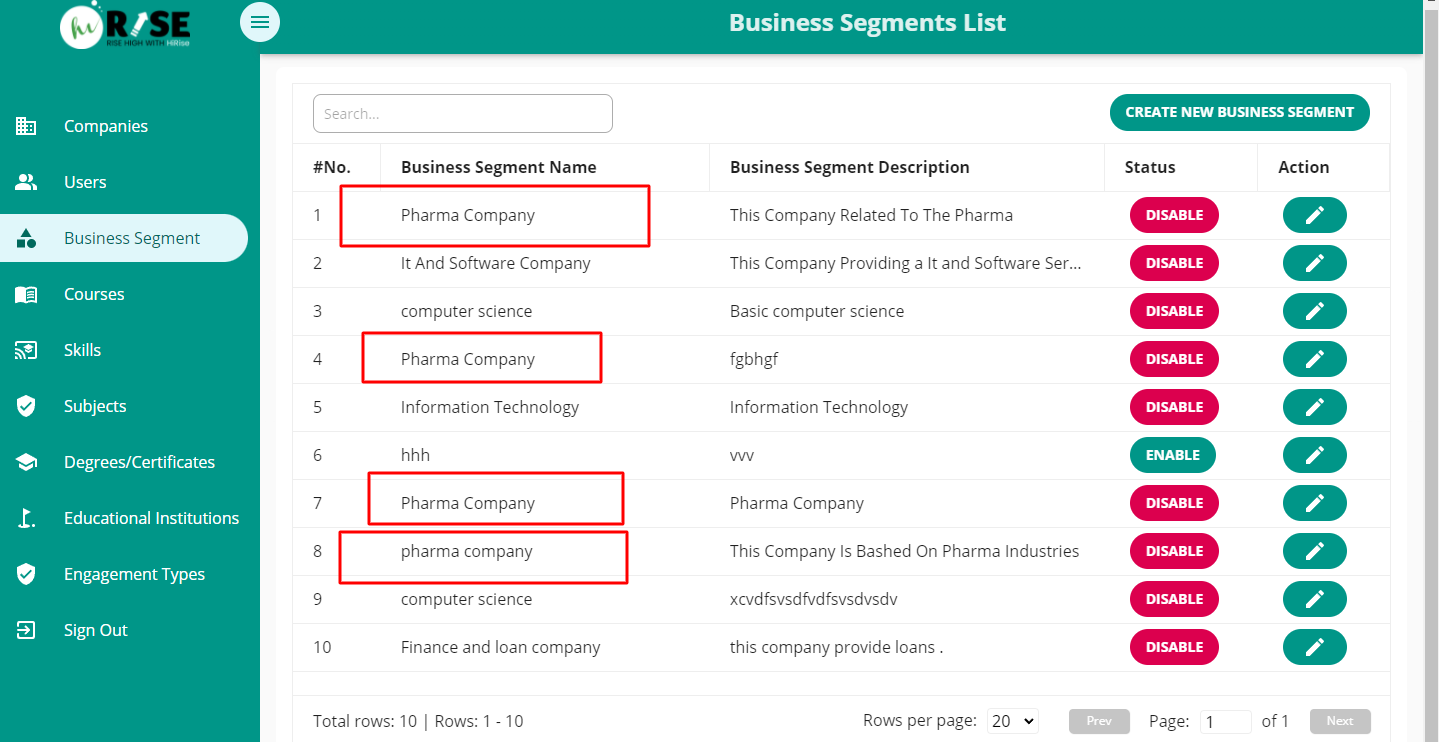 hi RISE
RISE HIGH WITH HiRise
Business Segments List
Companies
Users
Business Segment
Courses
Skills
Subjects
Degrees/Certificates
Educational Institutions
Engagement Types
Sign Out
Search...
CREATE NEW BUSINESS SEGMENT
#No. Business Segment Name Business Segment Description Status Action
1 Pharma Company This Company Related To The Pharma DISABLE
2 It And Software Company This Company Providing a It and Software Ser... DISABLE
3 computer science Basic computer science DISABLE
4 Pharma Company fgbhgf DISABLE
5 Information Technology Information Technology DISABLE
6 hhh vvv ENABLE
7 Pharma Company Pharma Company DISABLE
8 pharma company This Company Is Bashed On Pharma Industries DISABLE
9 computer science xcvdfsvsdfvdfsvsdvsdv DISABLE
10 Finance and loan company this company provide loans . DISABLE
Total rows: 10 | Rows: 1 - 10 Rows per page: 20 Prev Page: 1 of 1 Next